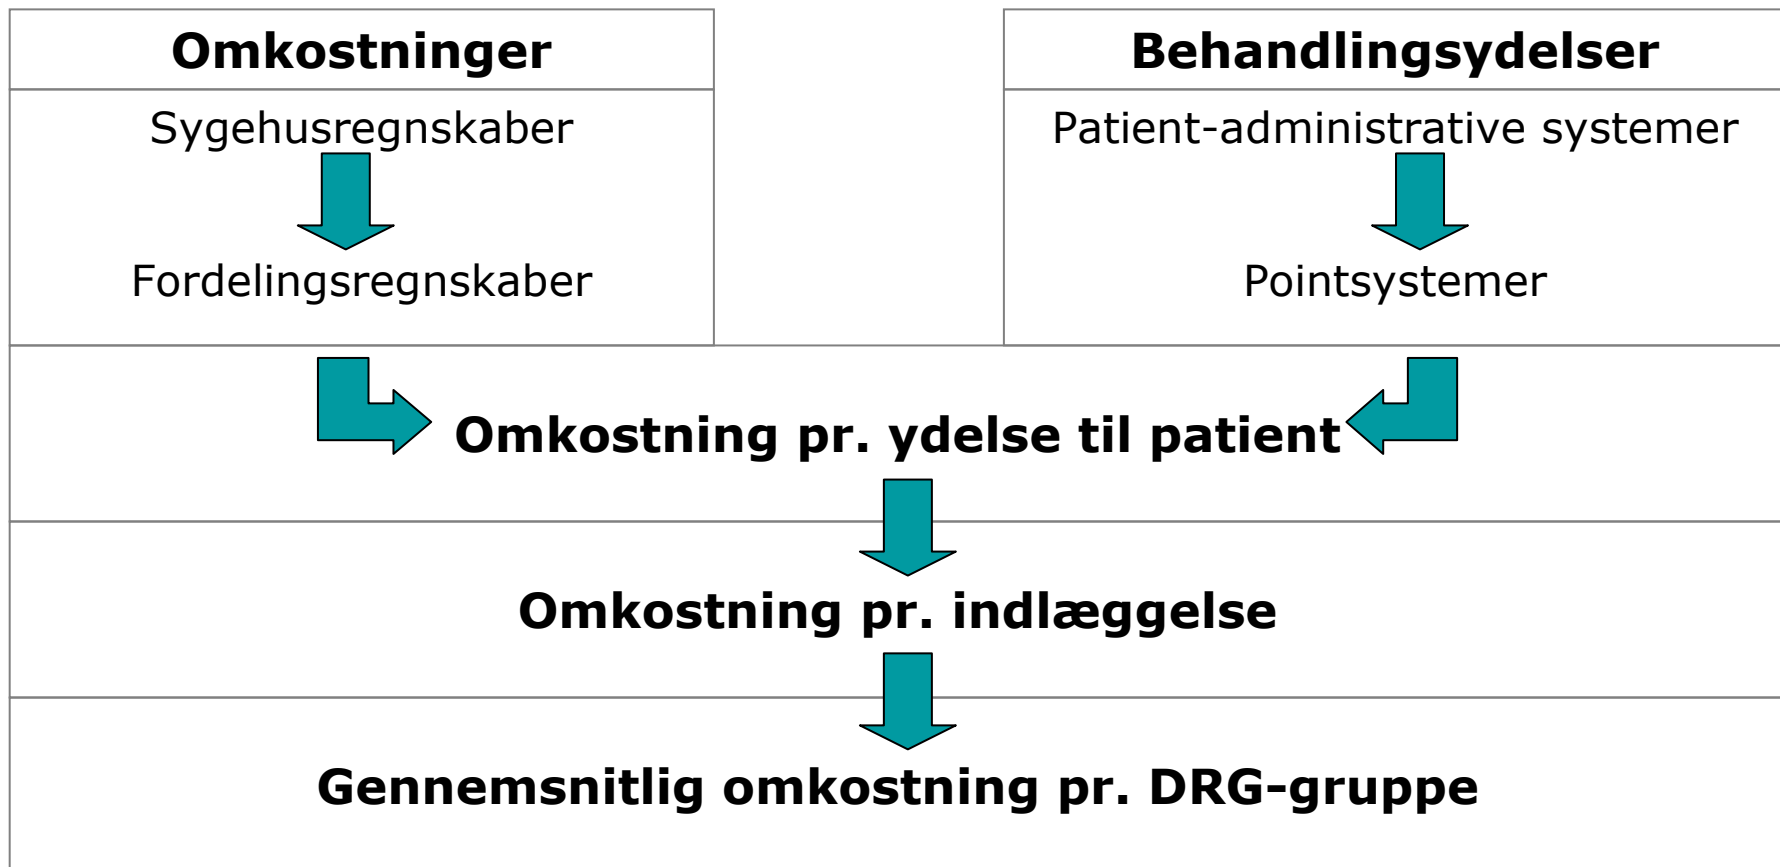 Omkostninger
Sygehusregnskaber
Fordelingsregnskaber
Behandlingsydelser
Patient-administrative systemer
Pointsystemer
Omkostning pr. ydelse til patient
Omkostning pr. indlæggelse
Gennemsnitlig omkostning pr. DRG-gruppe